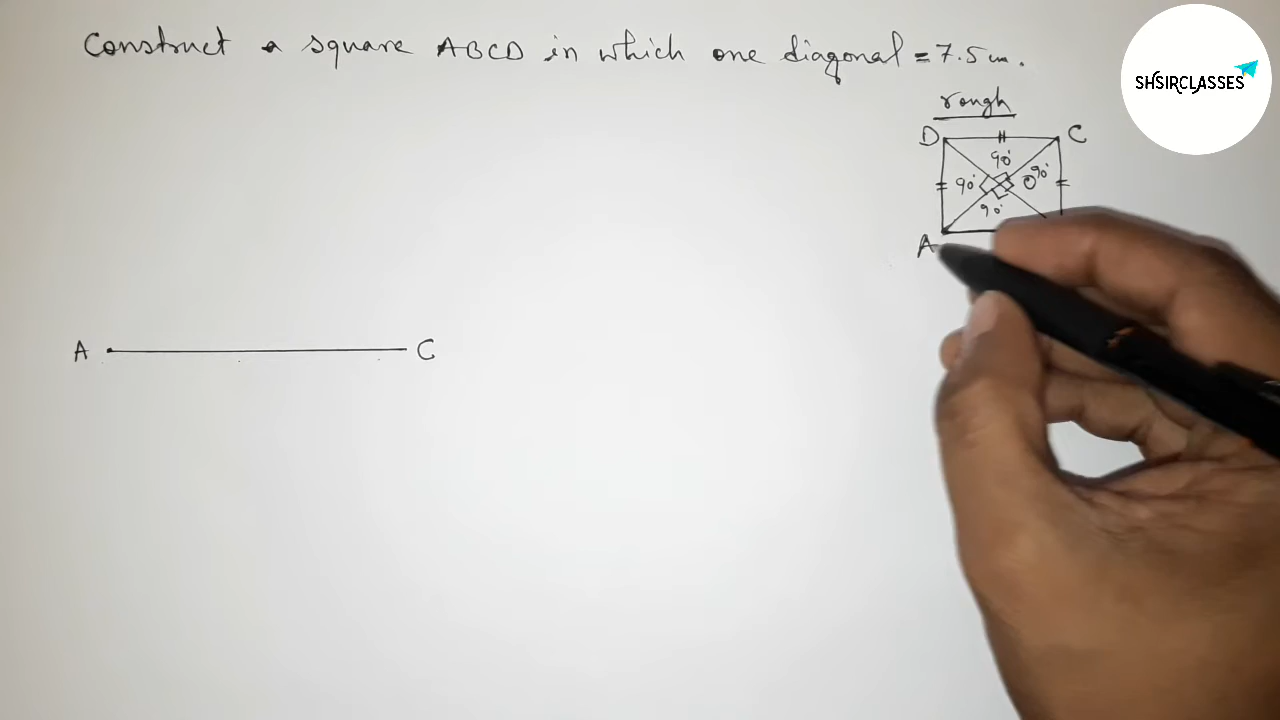 Construct a square ABCD in which one diagonal = 7.5 cm.
SHSIRCLASSES
rough
D C
90°
90° O 90°
90°
A
A C